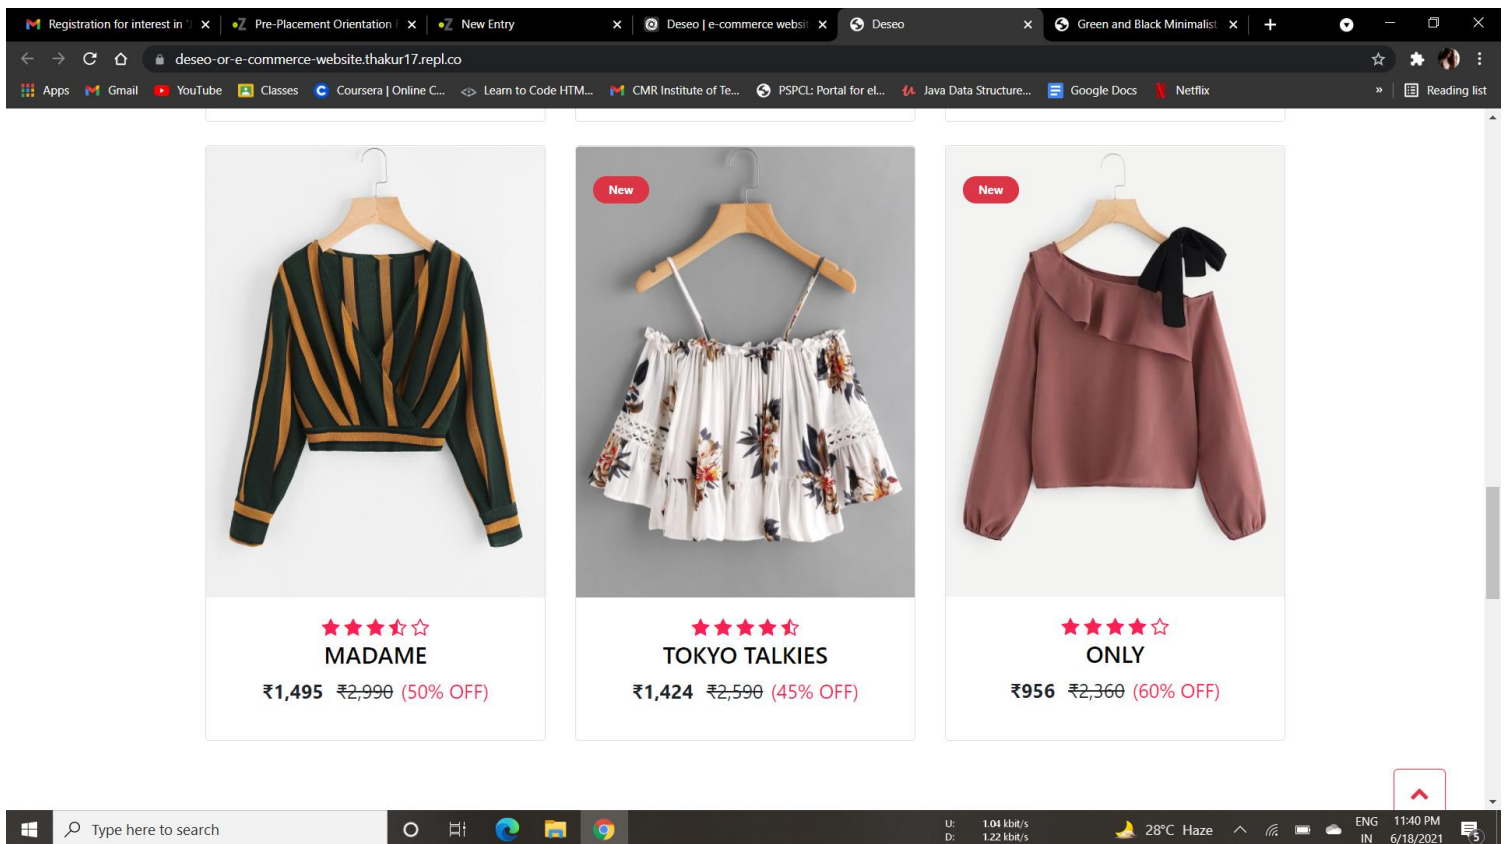 Registration for interest in 'J
Pre-Placement Orientation F
New Entry
Deseo | e-commerce websit
Deseo
Green and Black Minimalist
deseo-or-e-commerce-website.thakur17.repl.co
Apps
Gmail
YouTube
Classes
Coursera | Online C...
Learn to Code HTM...
CMR Institute of Te...
PSPCL: Portal for el...
Java Data Structure...
Google Docs
Netflix
»
Reading list
New
New
MADAME
₹1,495 ₹2,990 (50% OFF)
TOKYO TALKIES
₹1,424 ₹2,590 (45% OFF)
ONLY
₹956 ₹2,360 (60% OFF)
Type here to search
U: 1.04 kbit/s
D: 1.22 kbit/s
28°C Haze
ENG
IN
11:40 PM
6/18/2021
5